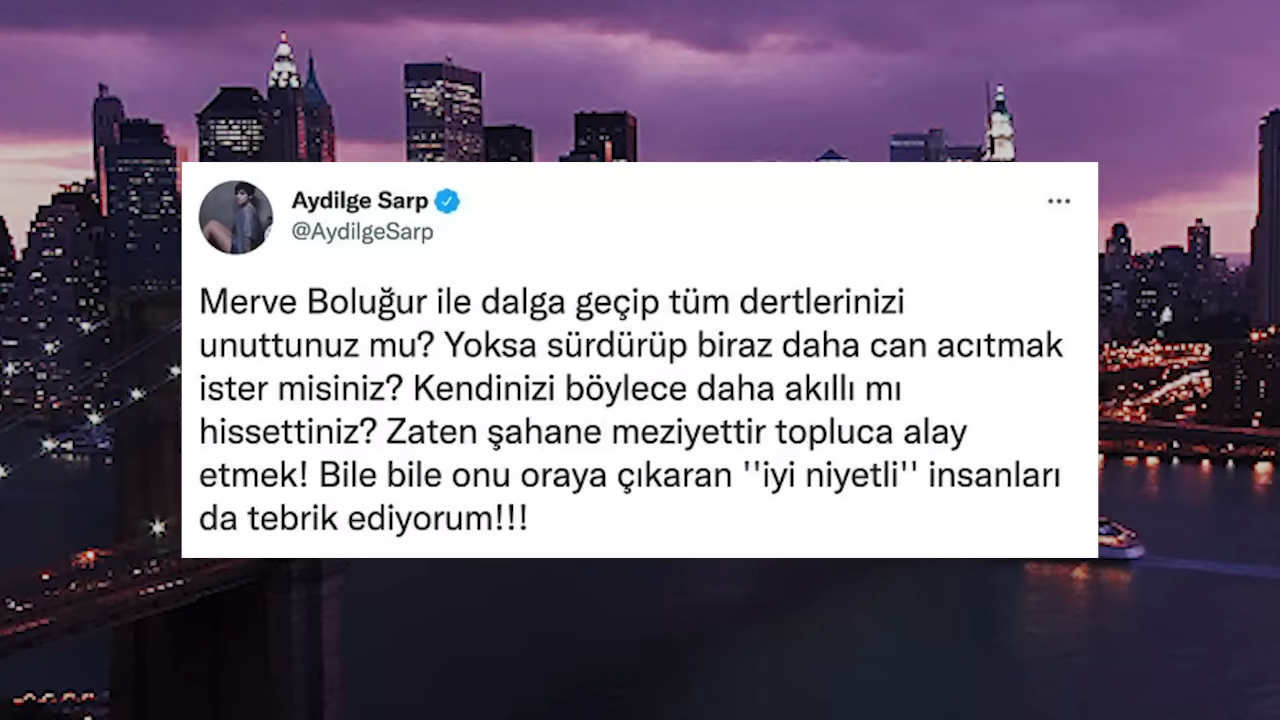 Aydilge Sarp
@AydilgeSarp
Merve Boluğur ile dalga geçip tüm dertlerinizi
unuttunuz mu? Yoksa sürdürüp biraz daha can acıtmak
ister misiniz? Kendinizi böylece daha akıllı mı
hissettiniz? Zaten şahane meziyettir topluca alay
etmek! Bile bile onu oraya çıkaran ''iyi niyetli'' insanları
da tebrik ediyorum!!!